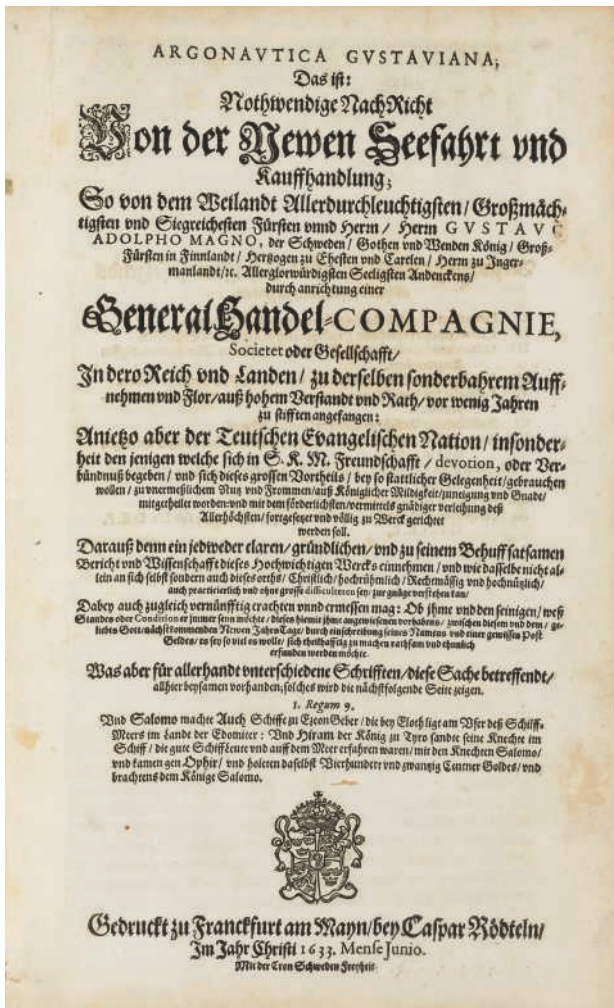 ARGONAVTICA GVSTAVIANA;
Das ist:
Nothwendige NachRicht
Von der Newen Seefahrt vnd
Kauffhandlung;
So von dem Weilandt Allerdurchleuchtigsten/ Großmäch-
tigsten vnd Siegreichesten Fürsten vnnd Herrn/ Herrn GVSTAVO
ADOLPHO MAGNO, der Schweden/ Gothen vnd Wenden König/ Groß-
Fürsten in Finnlandt/ Hertzogen zu Ehesten vnd Carelen/ Herrn zu Inger-
manlandt/ꝛc. Allerglorwürdigsten Seeligsten Andenckens/
durch anrichtung einer
GeneralHandel-COMPAGNIE,
Societet oder Gesellschafft/
In dero Reich vnd Landen/ zu derselben sonderbahrem Auff-
nehmen vnd Flor/auß hohem Verstandt vnd Rath/ vor wenig Jahren
zu stifften angefangen:
Anietzo aber der Teutschen Evangelischen Nation/ insonder-
heit den jenigen welche sich in S. K. M. Freundschafft/ devotion, oder Ver-
bündnuß begeben/ vnd sich dieses grossen Vortheils/ bey so stattlicher Gelegenheit/gebrauchen
wollen/ zu vnermeßlichem Nutz vnd Frommen/auß Königlicher Mildigkeit/zuneigung vnd Gnade/
mitgetheilet worden: vnd mit dem förderlichsten/vermittels gnädiger verleihung deß
Allerhöchsten/ fortgesetzet vnd völlig zu Werck gerichtet
werden soll.
Darauß denn ein jedweder claren/gründlichen/ vnd zu seinem Behuff satsamen
Bericht vnd Wissenschafft dieses Hochwichtigen Wercks einnehmen/ vnd wie dasselbe nicht al-
lein an sich selbst sondern auch dieses orths/ Christlich/ hochrühmlich/ Rechtmässig vnd hochnützlich/
auch practicierlich vnd ohne grosse difficulteten sey/ zur gnüge verstehen kan/
Dabey auch zugleich vernünfftig erachten vnnd ermessen mag: Ob jhme vnd den seinigen/ weß
Standes oder Condition er jmmer seyn möchte/ dieses hiemit jhme angewiesenen vorhabens/ zwischen diesem vnd dem/ ge-
liebts Gott/nächstkommenden Newen Jahrs Tage/ durch einschreibung seines Namens vnd einer gewissen Post
Geldes/ es sey so viel es wolle/ sich theilhafftig zu machen rathsam vnd thunlich
erfunden werden möchte.
Was aber für allerhandt vnterschiedene Schrifften/diese Sache betreffendt/
allhier beysamen vorhanden; solches wird die nächstfolgende Seite zeigen.
1. Regum 9.
Vnd Salomo machte Auch Schiffe zu Ezeon Geber/ die bey Eloth ligt am Vfer deß Schilff-
Meers im Lande der Edomiter: Vnd Hiram der König zu Tyro sandte seine Knechte im
Schiff/ die gute Schiffleute vnd auff dem Meer erfahren waren/ mit den Knechten Salomo/
vnd kamen gen Ophir/ vnd holeten daselbst Vierhundert vnd zwantzig Centner Goldes/ vnd
brachtens dem Könige Salomo.
Gedruckt zu Franckfurt am Mayn/bey Caspar Rödteln/
Im Jahr Christi 1633. Mense Junio.
Mit der Cron Schweden Freyheit.